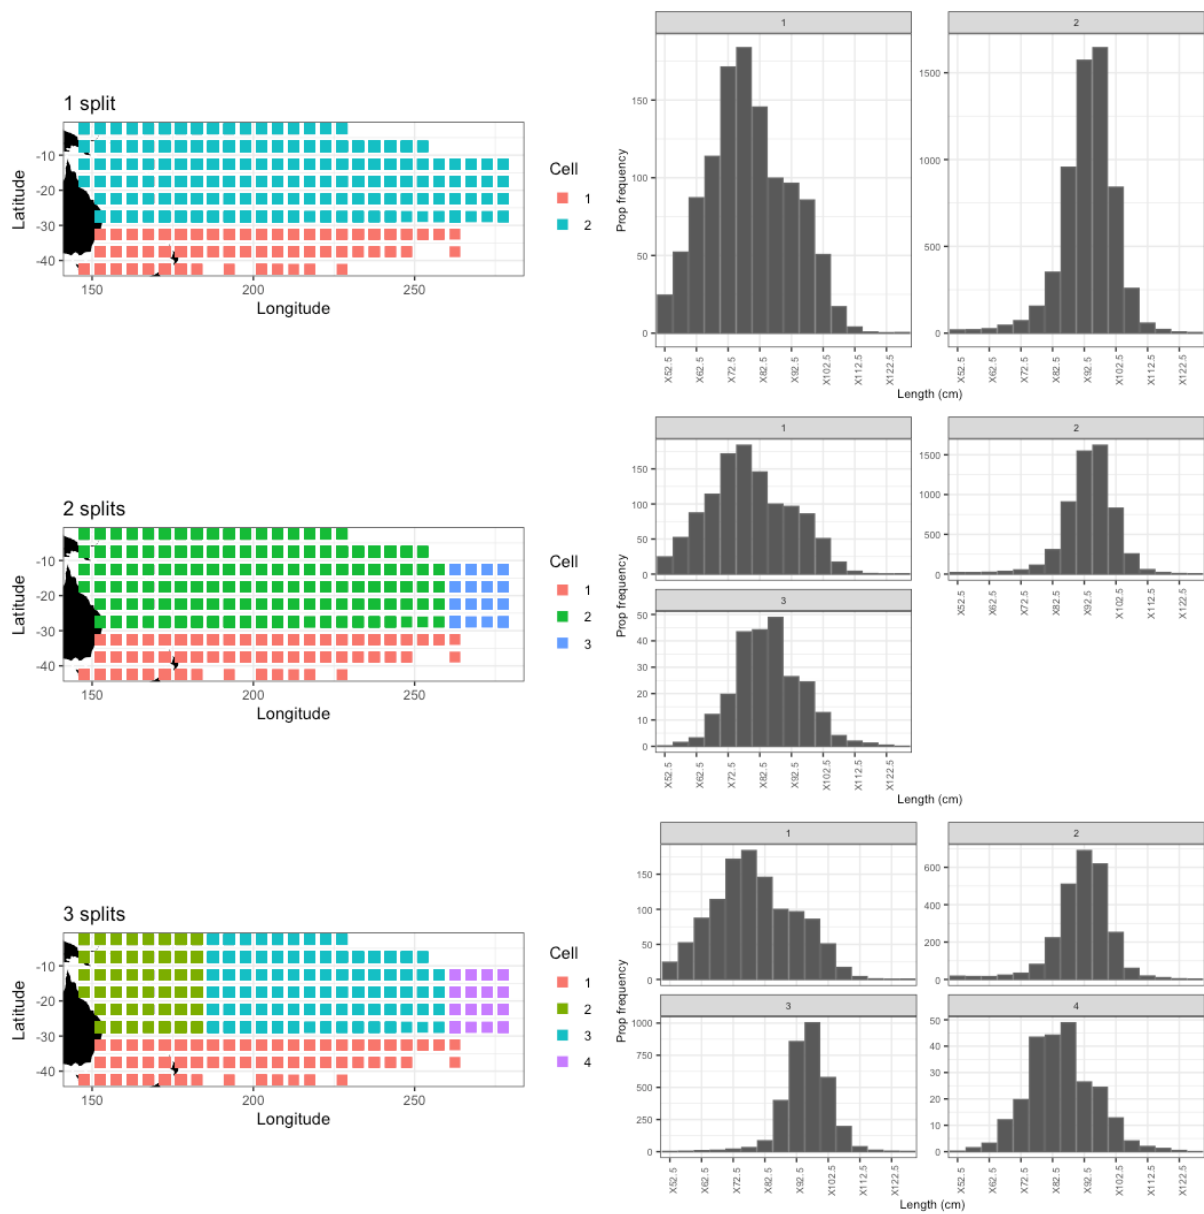 1 split
-10
-20
-30
-40
150
200
250
Latitude
Longitude
Cell
1
2
1
2
150
100
50
0
1500
1000
500
0
Prop frequency
X52.5
X62.5
X72.5
X82.5
X92.5
X102.5
X112.5
X122.5
X52.5
X62.5
X72.5
X82.5
X92.5
X102.5
X112.5
X122.5
Length (cm)
2 splits
-10
-20
-30
-40
150
200
250
Latitude
Longitude
Cell
1
2
3
1
2
150
100
50
0
1500
1000
500
0
3
50
40
30
20
10
0
Prop frequency
X52.5
X62.5
X72.5
X82.5
X92.5
X102.5
X112.5
X122.5
X52.5
X62.5
X72.5
X82.5
X92.5
X102.5
X112.5
X122.5
Length (cm)
3 splits
-10
-20
-30
-40
150
200
250
Latitude
Longitude
Cell
1
2
3
4
1
2
150
100
50
0
600
400
200
0
3
4
1000
750
500
250
0
50
40
30
20
10
0
Prop frequency
X52.5
X62.5
X72.5
X82.5
X92.5
X102.5
X112.5
X122.5
X52.5
X62.5
X72.5
X82.5
X92.5
X102.5
X112.5
X122.5
Length (cm)